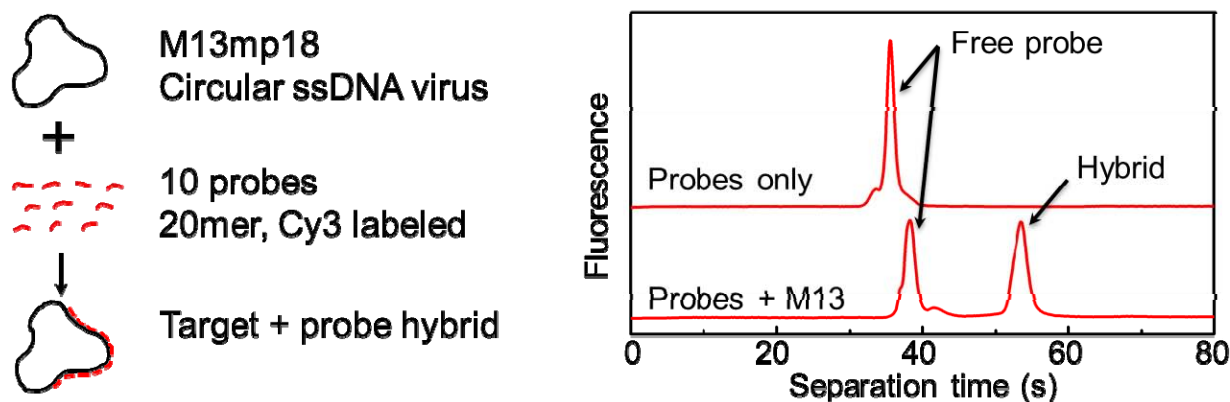 M13mp18
Circular ssDNA virus
+
10 probes
20mer, Cy3 labeled
Target + probe hybrid
Fluorescence
Free probe
Probes only
Hybrid
Probes + M13
0 20 40 60 80
Separation time (s)